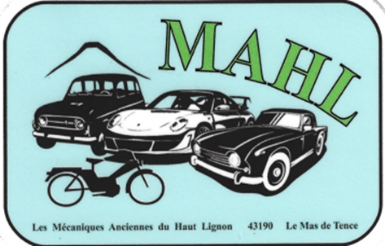 MAHL
Les Mécaniques Anciennes du Haut Lignon 43190 Le Mas de Tence